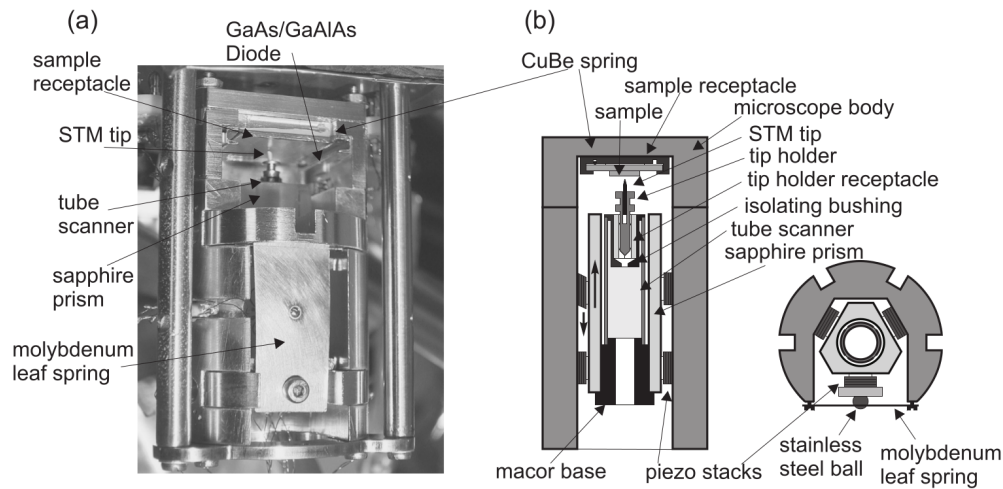 (a)
GaAs/GaAlAs
Diode
sample
receptacle
STM tip
tube
scanner
sapphire
prism
molybdenum
leaf spring
(b)
CuBe spring
sample receptacle
sample
microscope body
STM tip
tip holder
tip holder receptacle
isolating bushing
tube scanner
sapphire prism
macor base
piezo stacks
stainless
steel ball
molybdenum
leaf spring